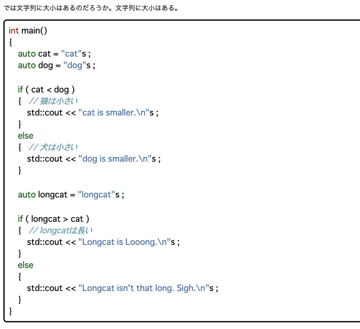 では文字列に大小はあるのだろうか。文字列に大小はある。
int main()
{
auto cat = "cat"s ;
auto dog = "dog"s ;
if ( cat < dog )
{ // 猫は小さい
std::cout << "cat is smaller.\n"s ;
}
else
{ // 犬は小さい
std::cout << "dog is smaller.\n"s ;
}
auto longcat = "longcat"s ;
if ( longcat > cat )
{ // longcatは長い
std::cout << "Longcat is Looong.\n"s ;
}
else
{
std::cout << "Longcat isn't that long. Sigh.\n"s ;
}
}